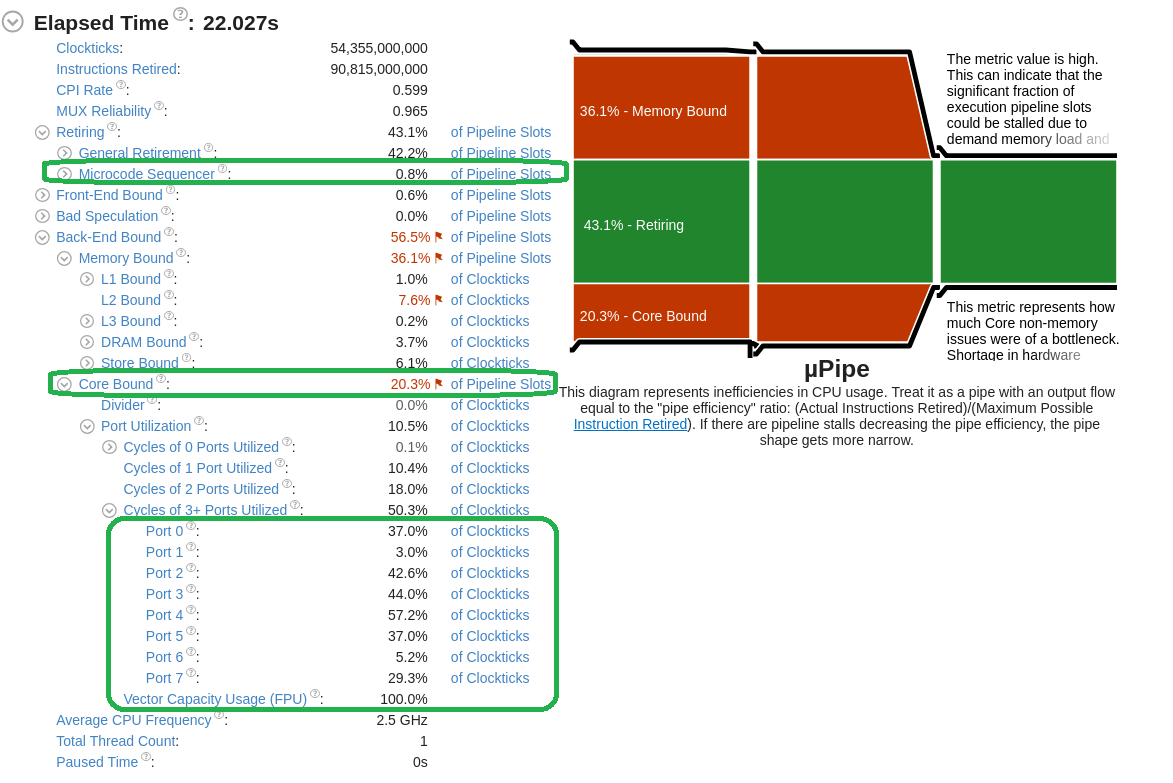 Elapsed Time ?: 22.027s
Clockticks: 54,355,000,000
Instructions Retired: 90,815,000,000
CPI Rate ?: 0.599
MUX Reliability ?: 0.965
Retiring ?: 43.1% of Pipeline Slots
General Retirement ?: 42.2% of Pipeline Slots
Microcode Sequencer ?: 0.8% of Pipeline Slots
Front-End Bound ?: 0.6% of Pipeline Slots
Bad Speculation ?: 0.0% of Pipeline Slots
Back-End Bound ?: 56.5% of Pipeline Slots
Memory Bound ?: 36.1% of Pipeline Slots
L1 Bound ?: 1.0% of Clockticks
L2 Bound ?: 7.6% of Clockticks
L3 Bound ?: 0.2% of Clockticks
DRAM Bound ?: 3.7% of Clockticks
Store Bound ?: 6.1% of Clockticks
Core Bound ?: 20.3% of Pipeline Slots
Divider ?: 0.0% of Clockticks
Port Utilization ?: 10.5% of Clockticks
Cycles of 0 Ports Utilized ?: 0.1% of Clockticks
Cycles of 1 Port Utilized ?: 10.4% of Clockticks
Cycles of 2 Ports Utilized ?: 18.0% of Clockticks
Cycles of 3+ Ports Utilized ?: 50.3% of Clockticks
Port 0 ?: 37.0% of Clockticks
Port 1 ?: 3.0% of Clockticks
Port 2 ?: 42.6% of Clockticks
Port 3 ?: 44.0% of Clockticks
Port 4 ?: 57.2% of Clockticks
Port 5 ?: 37.0% of Clockticks
Port 6 ?: 5.2% of Clockticks
Port 7 ?: 29.3% of Clockticks
Vector Capacity Usage (FPU) ?: 100.0%
Average CPU Frequency ?: 2.5 GHz
Total Thread Count: 1
Paused Time ?: 0s
36.1% - Memory Bound
43.1% - Retiring
20.3% - Core Bound
The metric value is high.
This can indicate that the
significant fraction of
execution pipeline slots
could be stalled due to
demand memory load and
This metric represents how
much Core non-memory
issues were of a bottleneck.
Shortage in hardware
µPipe
This diagram represents inefficiencies in CPU usage. Treat it as a pipe with an output flow
equal to the "pipe efficiency" ratio: (Actual Instructions Retired)/(Maximum Possible
Instruction Retired). If there are pipeline stalls decreasing the pipe efficiency, the pipe
shape gets more narrow.